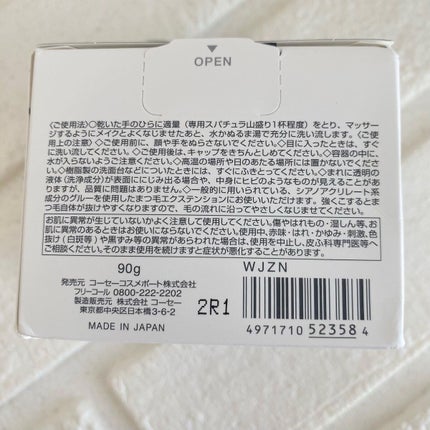 OPEN
〈ご使用法〉◇乾いた手のひらに適量（専用スパチュラ山盛り1杯程度）をとり、マッサー
ジするようにメイクとよくなじませたあと、水かぬるま湯で充分に洗い流します。〈ご使
用上の注意〉◇ご使用前に、顔や手をぬらさないでください。◇目に入ったときは、すぐ
に洗い流してください。◇ご使用後は、キャップをきちんとしめてください。◇容器の中に、
水が入らないようご注意ください。◇高温の場所や日のあたる場所には置かないでくださ
い。◇樹脂製の洗面台などについたときには、すぐにふきとってください。◇まれに透明の
液体（洗浄成分）が表面ににじみ出る場合や、中身にヒビのようなものが見えることがあ
りますが、品質に問題はありません。◇一般的に用いられている、シアノアクリレート系
成分のグルーを使用したまつ毛エクステンションにお使いいただけます。強くこするとま
つ毛自体が抜けやすくなりますので、毛の流れに沿ってやさしくなじませてください。
お肌に異常が生じていないかよく注意して使用してください。傷やはれもの・湿しん等、
お肌に異常のあるときはお使いにならないでください。使用中、赤味・はれ・かゆみ・刺激、色
抜け（白斑等）や黒ずみ等の異常があらわれた場合は、使用を中止し、皮ふ科専門医等へ
ご相談ください。そのまま使用を続けますと症状が悪化することがあります。
90g WJZN
発売元 コーセーコスメポート株式会社
フリーコール 0800-222-2202
製造販売元 株式会社 コーセー
東京都中央区日本橋3-6-2
2R1
MADE IN JAPAN
4971710 523584